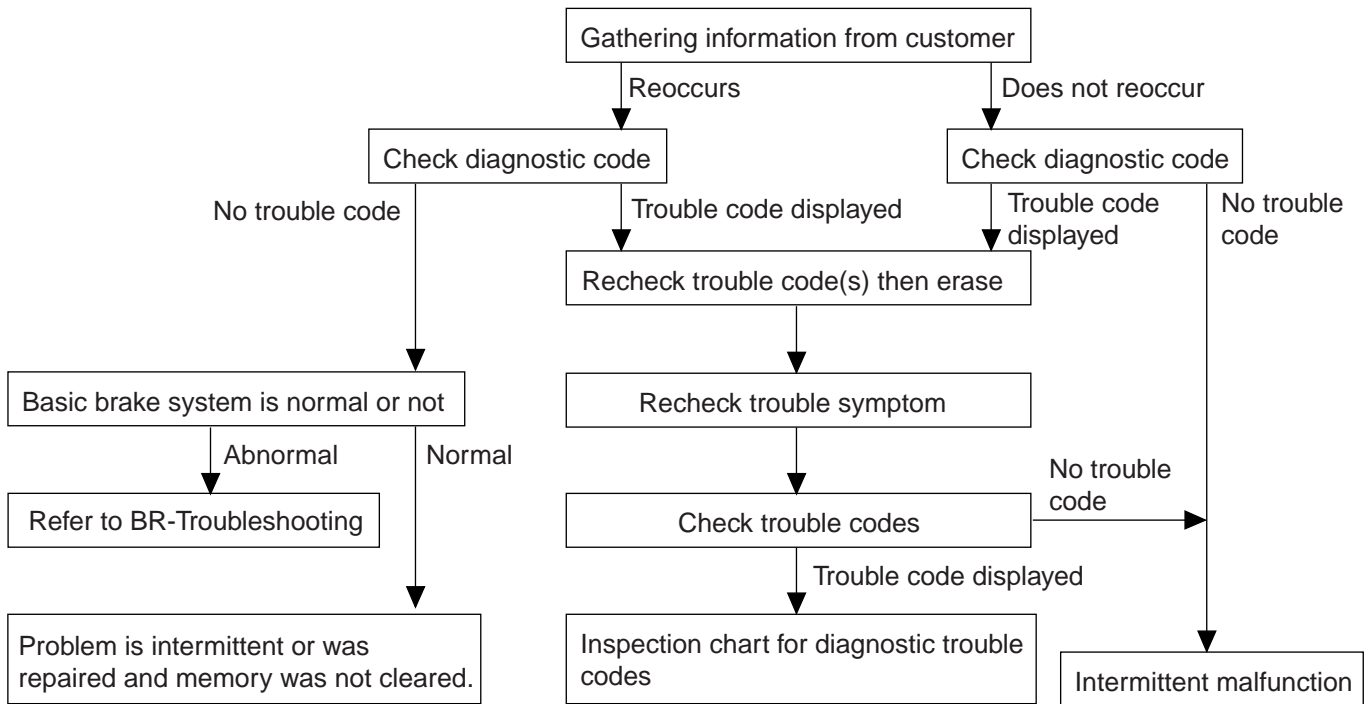 Gathering information from customer
Reoccurs
Does not reoccur
Check diagnostic code
Check diagnostic code
No trouble code
Trouble code displayed
Trouble code
displayed
No trouble
code
Recheck trouble code(s) then erase
Basic brake system is normal or not
Recheck trouble symptom
Abnormal
Normal
No trouble
code
Refer to BR-Troubleshooting
Check trouble codes
Trouble code displayed
Problem is intermittent or was
repaired and memory was not cleared.
Inspection chart for diagnostic trouble
codes
Intermittent malfunction